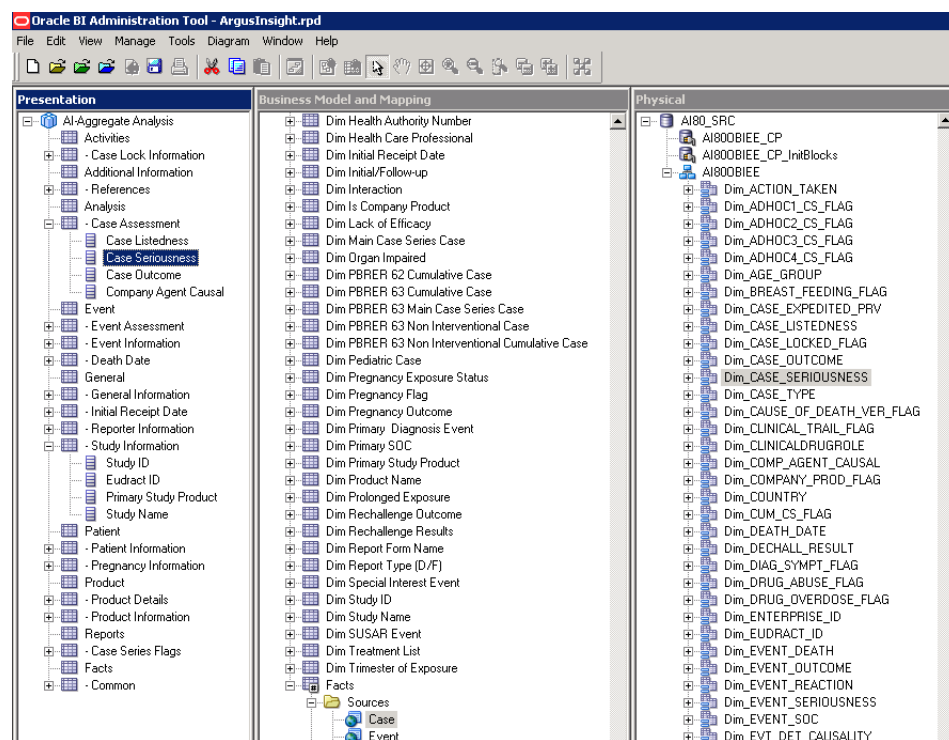 Oracle BI Administration Tool - ArgusInsight.rpd
File Edit View Manage Tools Diagram Window Help
Presentation
AI-Aggregate Analysis
Activities
- Case Lock Information
Additional Information
- References
Analysis
- Case Assessment
Case Listedness
Case Seriousness
Case Outcome
Company Agent Causal
Event
- Event Assessment
- Event Information
- Death Date
General
- General Information
- Initial Receipt Date
- Reporter Information
- Study Information
Study ID
Eudract ID
Primary Study Product
Study Name
Patient
- Patient Information
- Pregnancy Information
Product
- Product Details
- Product Information
Reports
- Case Series Flags
Facts
- Common
Business Model and Mapping
Dim Health Authority Number
Dim Health Care Professional
Dim Initial Receipt Date
Dim Initial/Follow-up
Dim Interaction
Dim Is Company Product
Dim Lack of Efficacy
Dim Main Case Series Case
Dim Organ Impaired
Dim PBRER 62 Cumulative Case
Dim PBRER 63 Cumulative Case
Dim PBRER 63 Main Case Series Case
Dim PBRER 63 Non Interventional Case
Dim PBRER 63 Non Interventional Cumulative Case
Dim Pediatric Case
Dim Pregnancy Exposure Status
Dim Pregnancy Flag
Dim Pregnancy Outcome
Dim Primary Diagnosis Event
Dim Primary SOC
Dim Primary Study Product
Dim Product Name
Dim Prolonged Exposure
Dim Rechallenge Outcome
Dim Rechallenge Results
Dim Report Form Name
Dim Report Type (D/F)
Dim Special Interest Event
Dim Study ID
Dim Study Name
Dim SUSAR Event
Dim Treatment List
Dim Trimester of Exposure
Facts
Sources
Case
Event
Physical
AI80_SRC
AI80OBIEE_CP
AI80OBIEE_CP_InitBlocks
AI80OBIEE
Dim_ACTION_TAKEN
Dim_ADHOC1_CS_FLAG
Dim_ADHOC2_CS_FLAG
Dim_ADHOC3_CS_FLAG
Dim_ADHOC4_CS_FLAG
Dim_AGE_GROUP
Dim_BREAST_FEEDING_FLAG
Dim_CASE_EXPEDITED_PRV
Dim_CASE_LISTEDNESS
Dim_CASE_LOCKED_FLAG
Dim_CASE_OUTCOME
Dim_CASE_SERIOUSNESS
Dim_CASE_TYPE
Dim_CAUSE_OF_DEATH_VER_FLAG
Dim_CLINICAL_TRAIL_FLAG
Dim_CLINICALDRUGROLE
Dim_COMP_AGENT_CAUSAL
Dim_COMPANY_PROD_FLAG
Dim_COUNTRY
Dim_CUM_CS_FLAG
Dim_DEATH_DATE
Dim_DECHALL_RESULT
Dim_DIAG_SYMPT_FLAG
Dim_DRUG_ABUSE_FLAG
Dim_DRUG_OVERDOSE_FLAG
Dim_ENTERPRISE_ID
Dim_EUDRACT_ID
Dim_EVENT_DEATH
Dim_EVENT_OUTCOME
Dim_EVENT_REACTION
Dim_EVENT_SERIOUSNESS
Dim_EVENT_SOC
Dim_EVT_DET_CAUSALITY